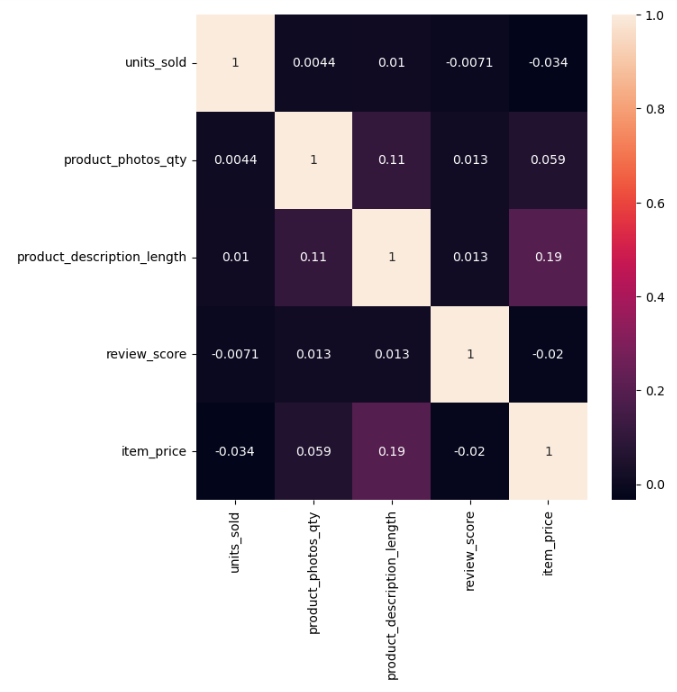 units_sold 1 0.0044 0.01 -0.0071 -0.034
product_photos_qty 0.0044 1 0.11 0.013 0.059
product_description_length 0.01 0.11 1 0.013 0.19
review_score -0.0071 0.013 0.013 1 -0.02
item_price -0.034 0.059 0.19 -0.02 1
units_sold
product_photos_qty
product_description_length
review_score
item_price
1.0
0.8
0.6
0.4
0.2
0.0